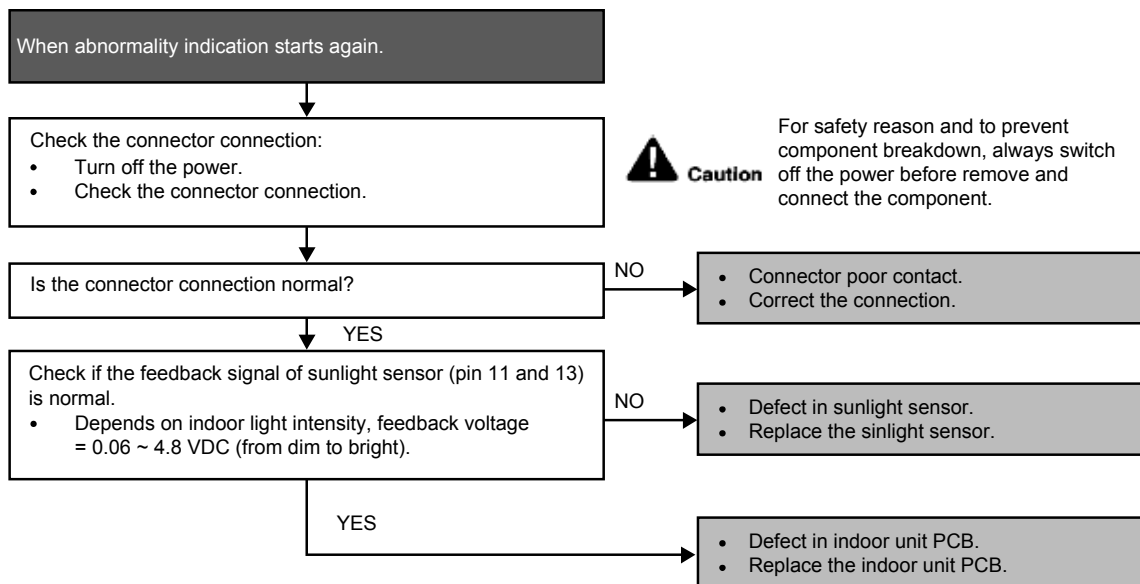 When abnormality indication starts again.
Check the connector connection:
• Turn off the power.
• Check the connector connection.
Caution
For safety reason and to prevent
component breakdown, always switch
off the power before remove and
connect the component.
Is the connector connection normal?
NO
• Connector poor contact.
• Correct the connection.
YES
Check if the feedback signal of sunlight sensor (pin 11 and 13)
is normal.
• Depends on indoor light intensity, feedback voltage
= 0.06 ~ 4.8 VDC (from dim to bright).
NO
• Defect in sunlight sensor.
• Replace the sinlight sensor.
YES
• Defect in indoor unit PCB.
• Replace the indoor unit PCB.